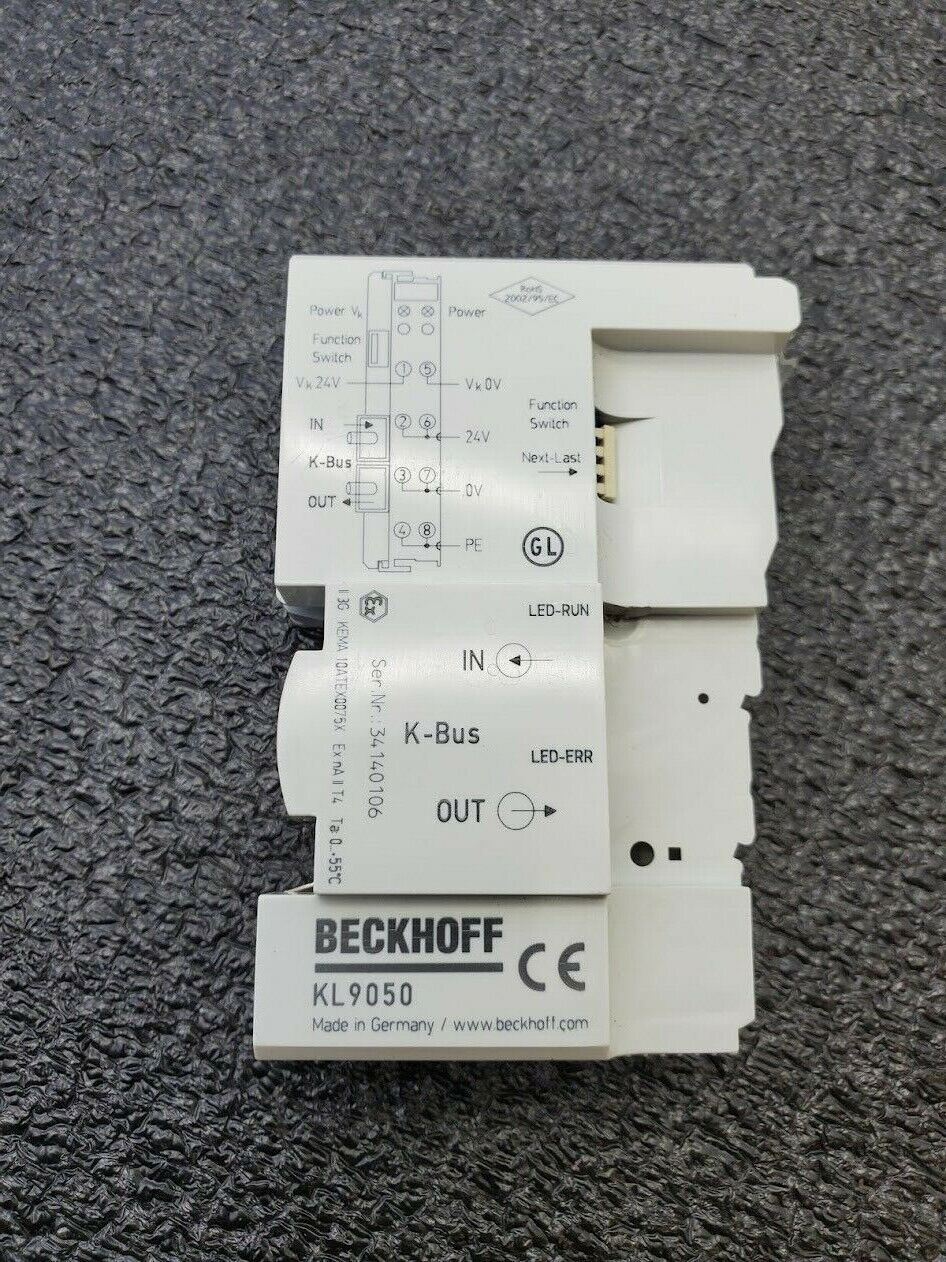 RoHS
2002/95/EC
Power Vk
Power
Function
Switch
1 5
Vk 24V
Vk 0V
IN
2 6
24V
K-Bus
3 7
0V
OUT
4 8
PE
Function
Switch
Next-Last
GL
Ex
II 3G KEMA 10ATEX0075X Ex nA II T4 Ta 0...55°C
Ser.Nr.: 34140106
LED-RUN
IN
K-Bus
LED-ERR
OUT
BECKHOFF
CE
KL9050
Made in Germany / www.beckhoff.com